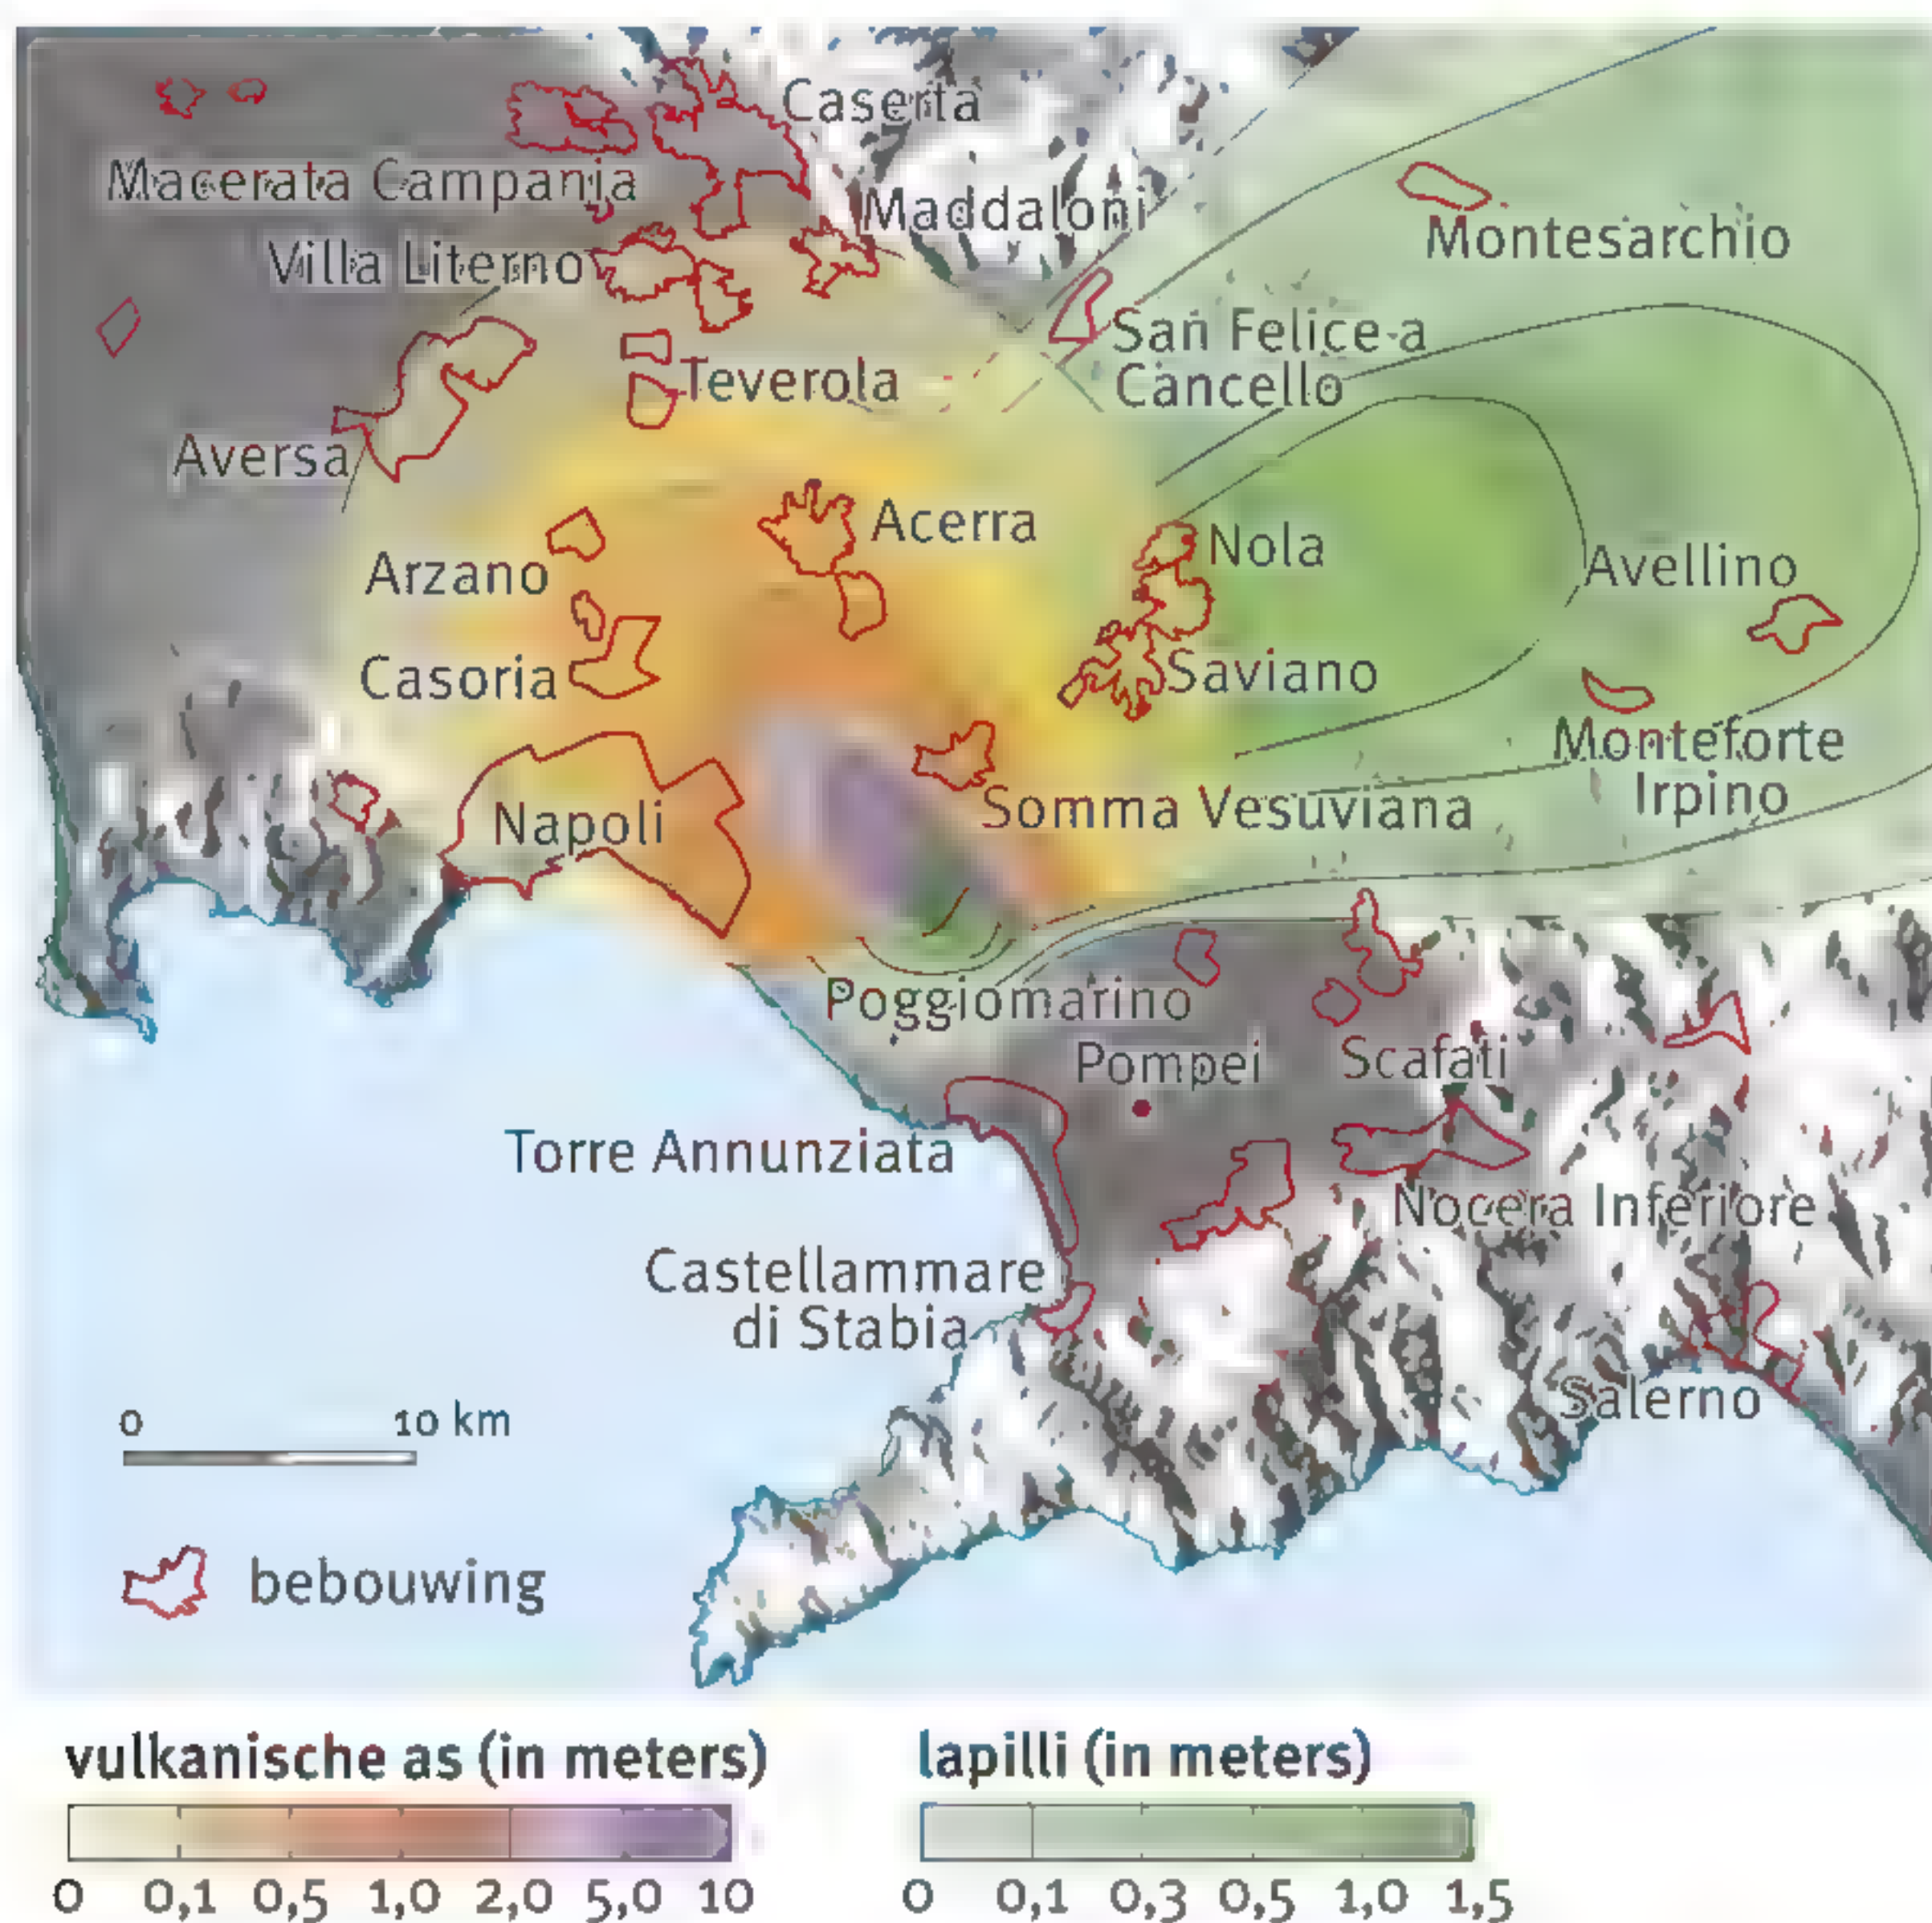 Caserta
Macerata Campania
Maddaloni
Montesarchio
Villa Literno
San Felice a
Cancello
Teverola
Aversa
Acerra
Nola
Avellino
Arzano
Casoria
Saviano
Monteforte
Irpino
Napoli
Somma Vesuviana
Poggiomarino
Pompei
Scafati
Torre Annunziata
Nocera Inferiore
Castellammare
di Stabia
Salerno
0 10 km
bebouwing
vulkanische as (in meters)
0 0,1 0,5 1,0 2,0 5,0 10
lapilli (in meters)
0 0,1 0,3 0,5 1,0 1,5